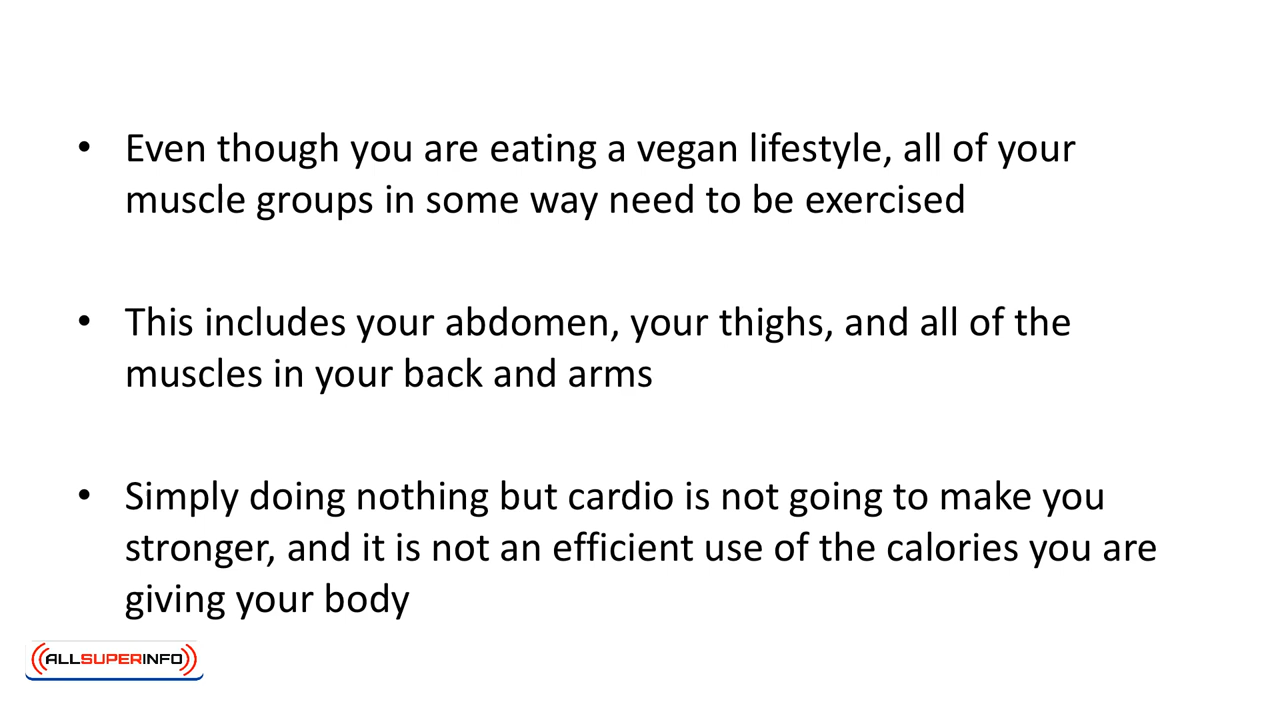 • Even though you are eating a vegan lifestyle, all of your
muscle groups in some way need to be exercised
• This includes your abdomen, your thighs, and all of the
muscles in your back and arms
• Simply doing nothing but cardio is not going to make you
stronger, and it is not an efficient use of the calories you are
giving your body
ALLSUPERINFO